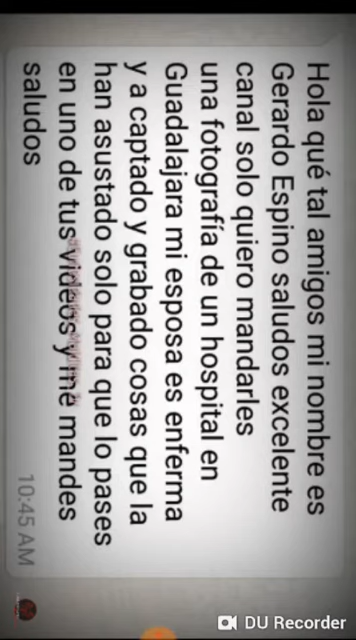 Hola qué tal amigos mi nombre es
Gerardo Espino saludos excelente
canal solo quiero mandarles
una fotografía de un hospital en
Guadalajara mi esposa es enferma
y a captado y grabado cosas que la
han asustado solo para que lo pases
en uno de tus videos y me mandes
saludos
10:45 AM
DU Recorder